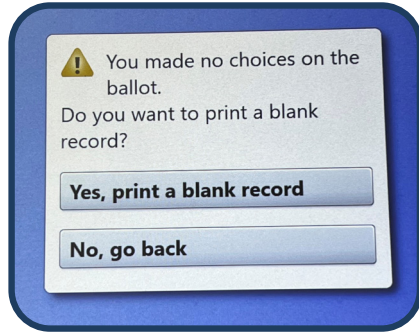 You made no choices on the
ballot.
Do you want to print a blank
record?
Yes, print a blank record
No, go back